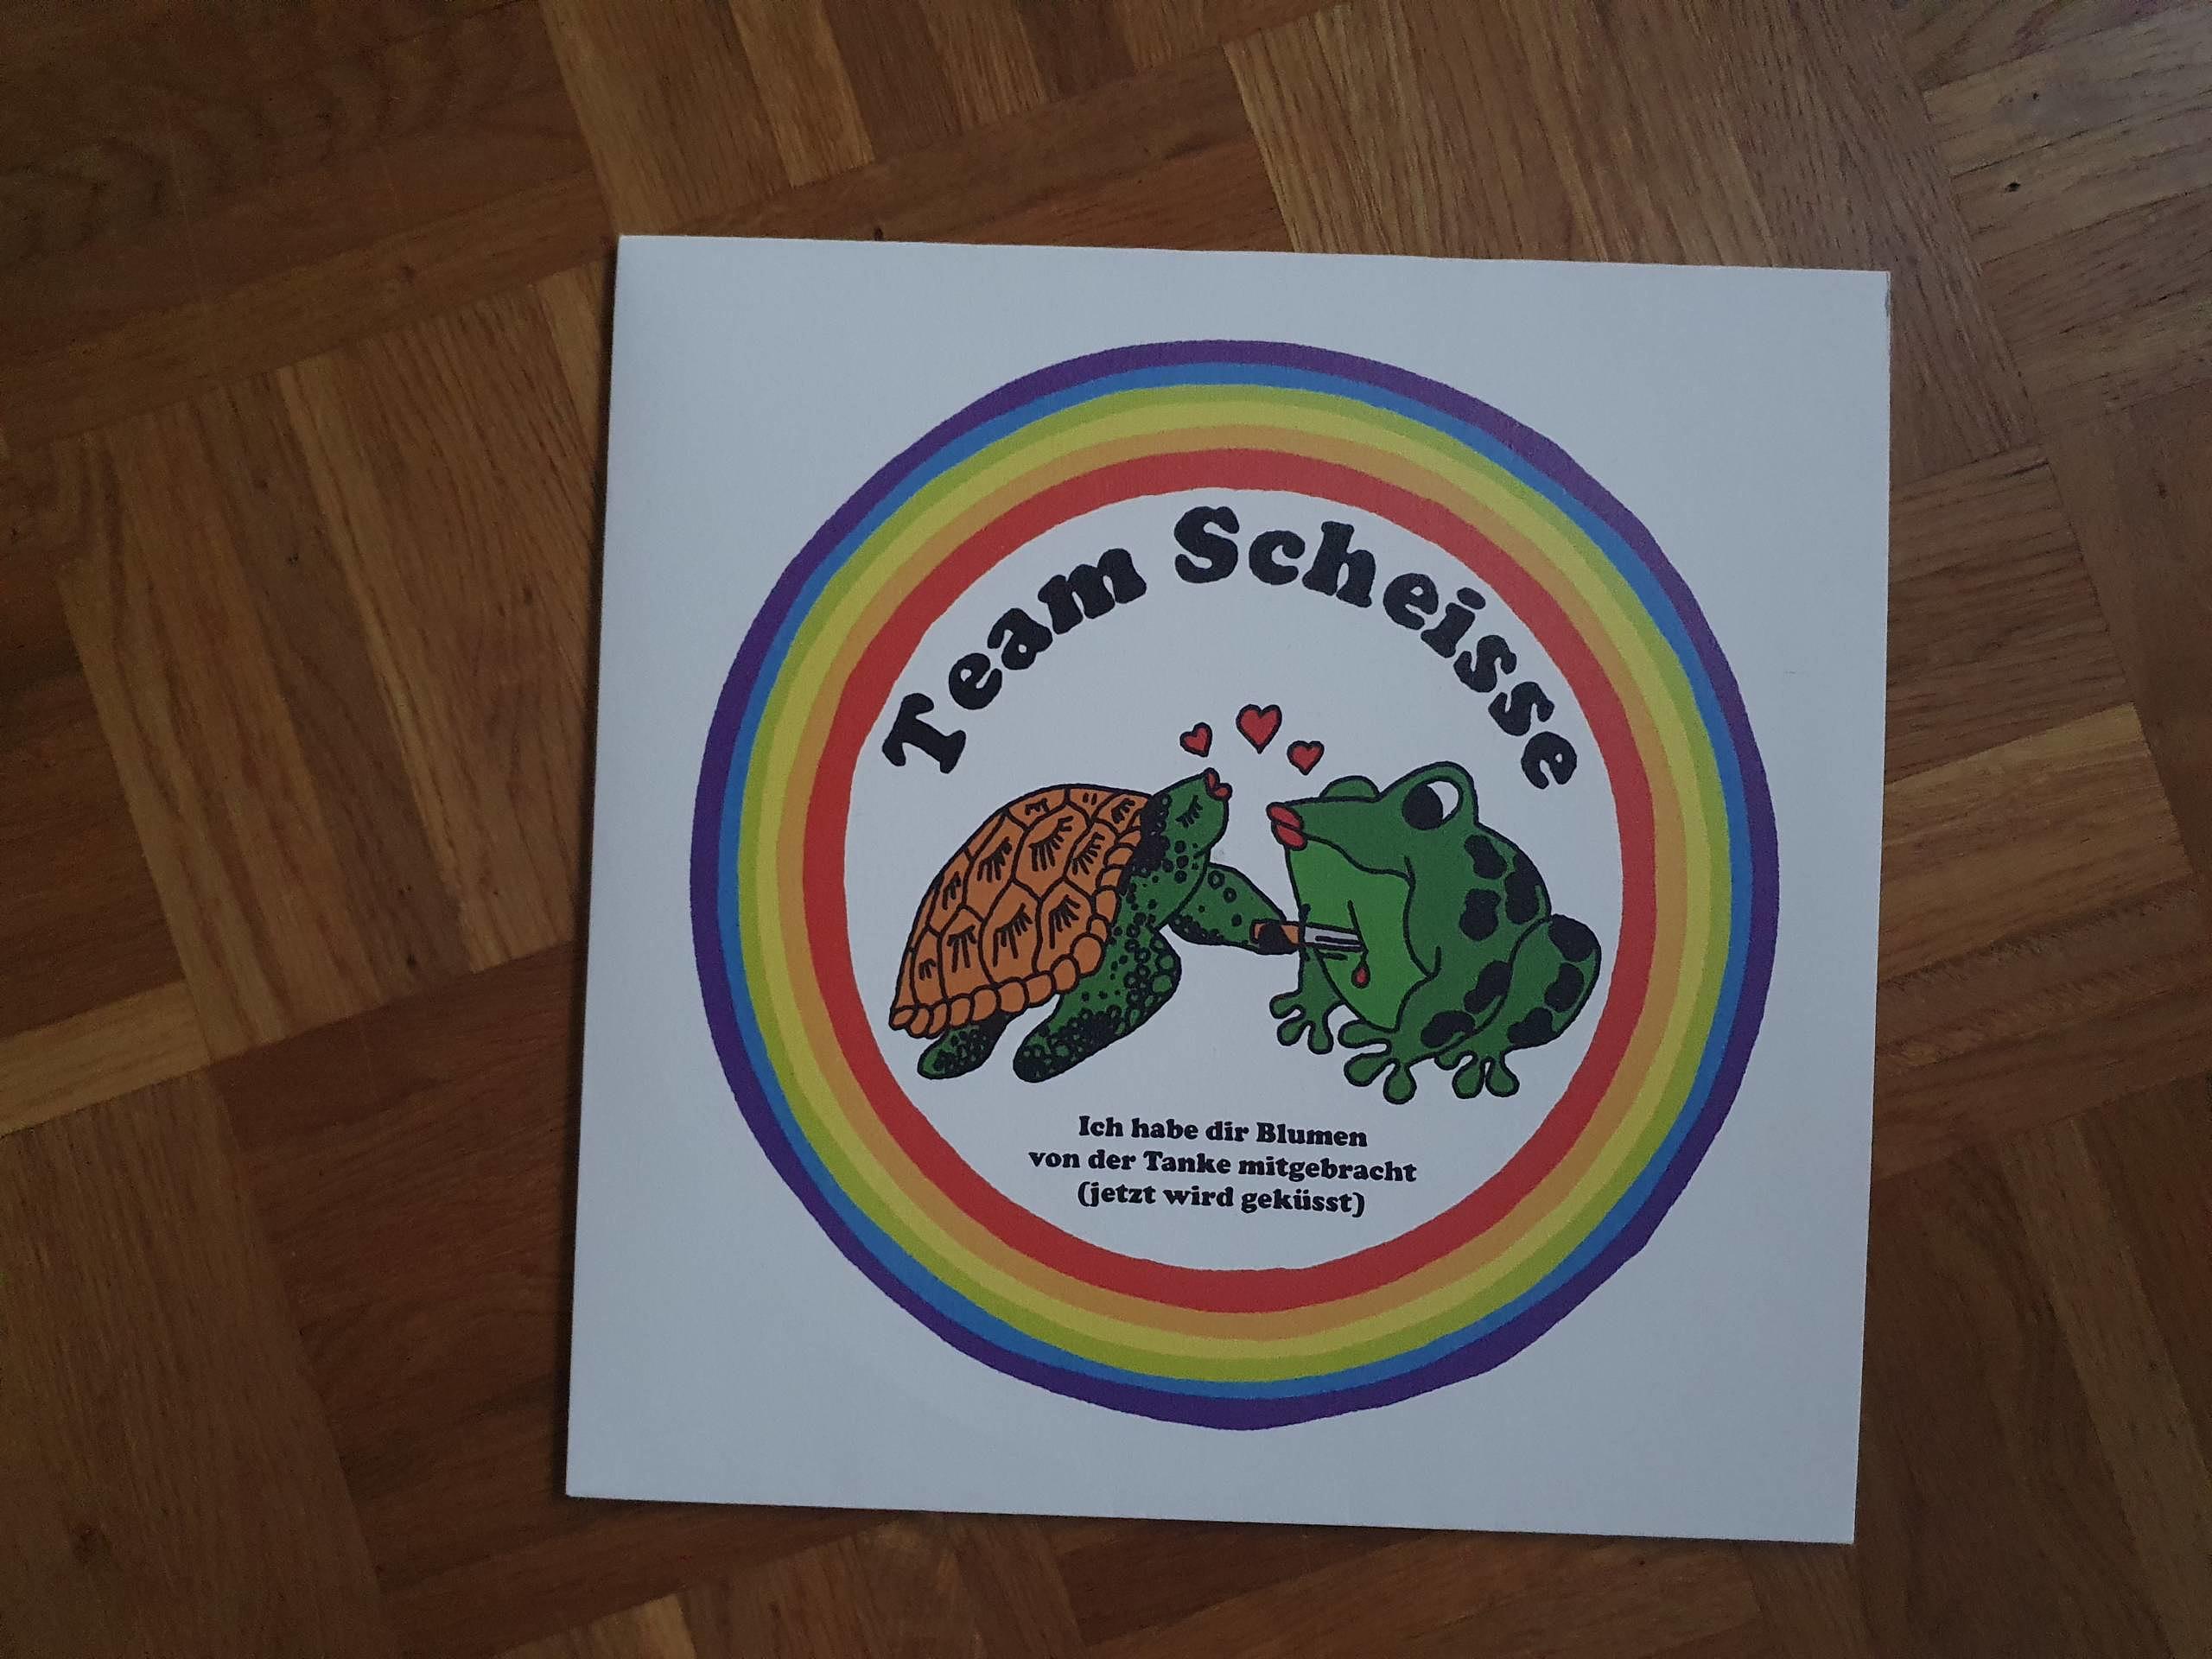 Team Scheisse
Ich habe dir Blumen
von der Tanke mitgebracht
(jetzt wird geküsst)